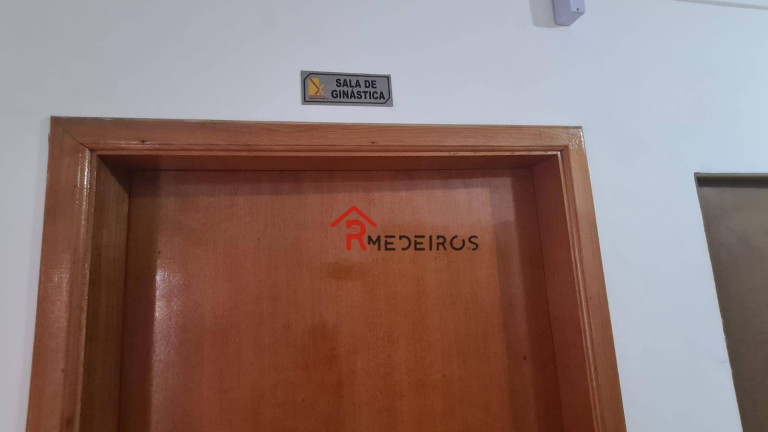 SALA DE
GINÁSTICA
RMEDEIROS